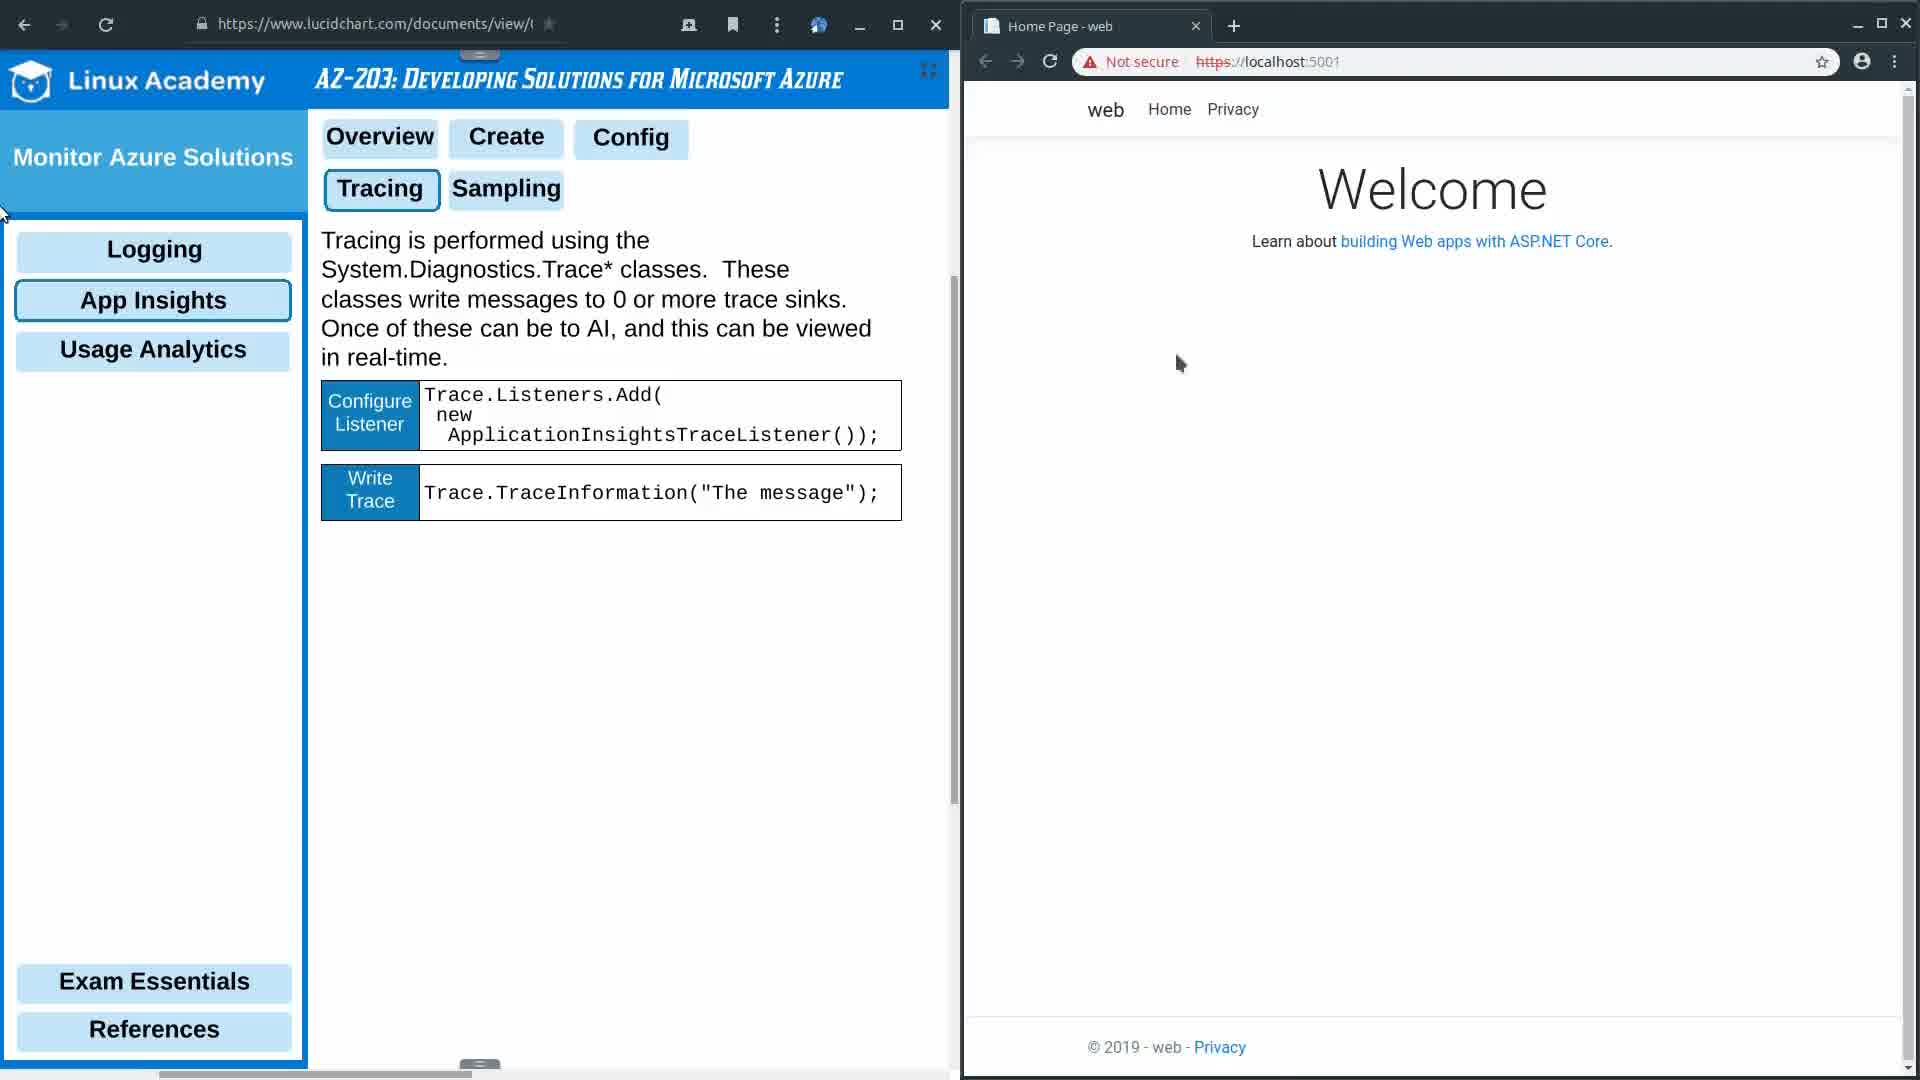 https://www.lucidchart.com/documents/view/
Linux Academy
AZ-203: Developing Solutions for Microsoft Azure
Monitor Azure Solutions
Logging
App Insights
Usage Analytics
Exam Essentials
References
Overview
Create
Config
Tracing
Sampling
Tracing is performed using the
System.Diagnostics.Trace* classes.  These
classes write messages to 0 or more trace sinks.
Once of these can be to AI, and this can be viewed
in real-time.
Configure
Listener
Trace.Listeners.Add(
new
ApplicationInsightsTraceListener());
Write
Trace
Trace.TraceInformation("The message");
Home Page - web
Not secure
https://localhost:5001
web
Home
Privacy
Welcome
Learn about building Web apps with ASP.NET Core.
© 2019 - web - Privacy